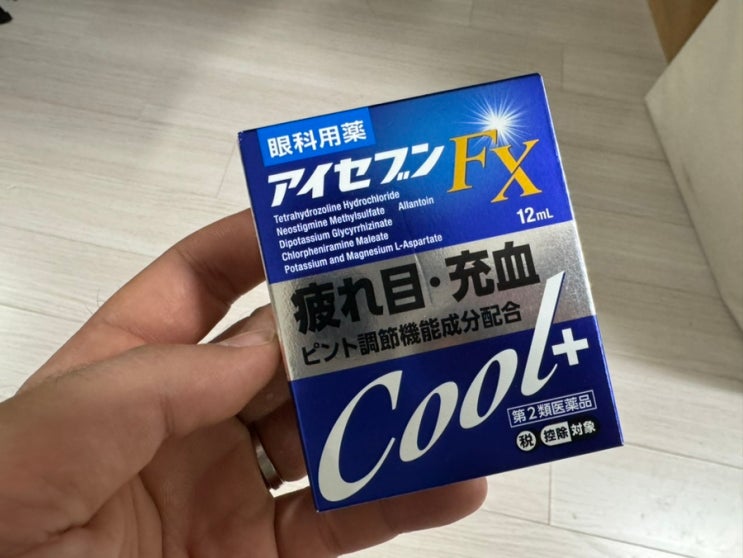 眼科用薬
アイセブンFX
Tetrahydrozoline Hydrochloride
Neostigmine Methylsulfate Allantoin
Dipotassium Glycyrrhizinate
Chlorpheniramine Maleate
Potassium and Magnesium L-Aspartate
12mL
疲れ目・充血
ピント調節機能成分配合
Cool+
第2類医薬品
税 控除 対象